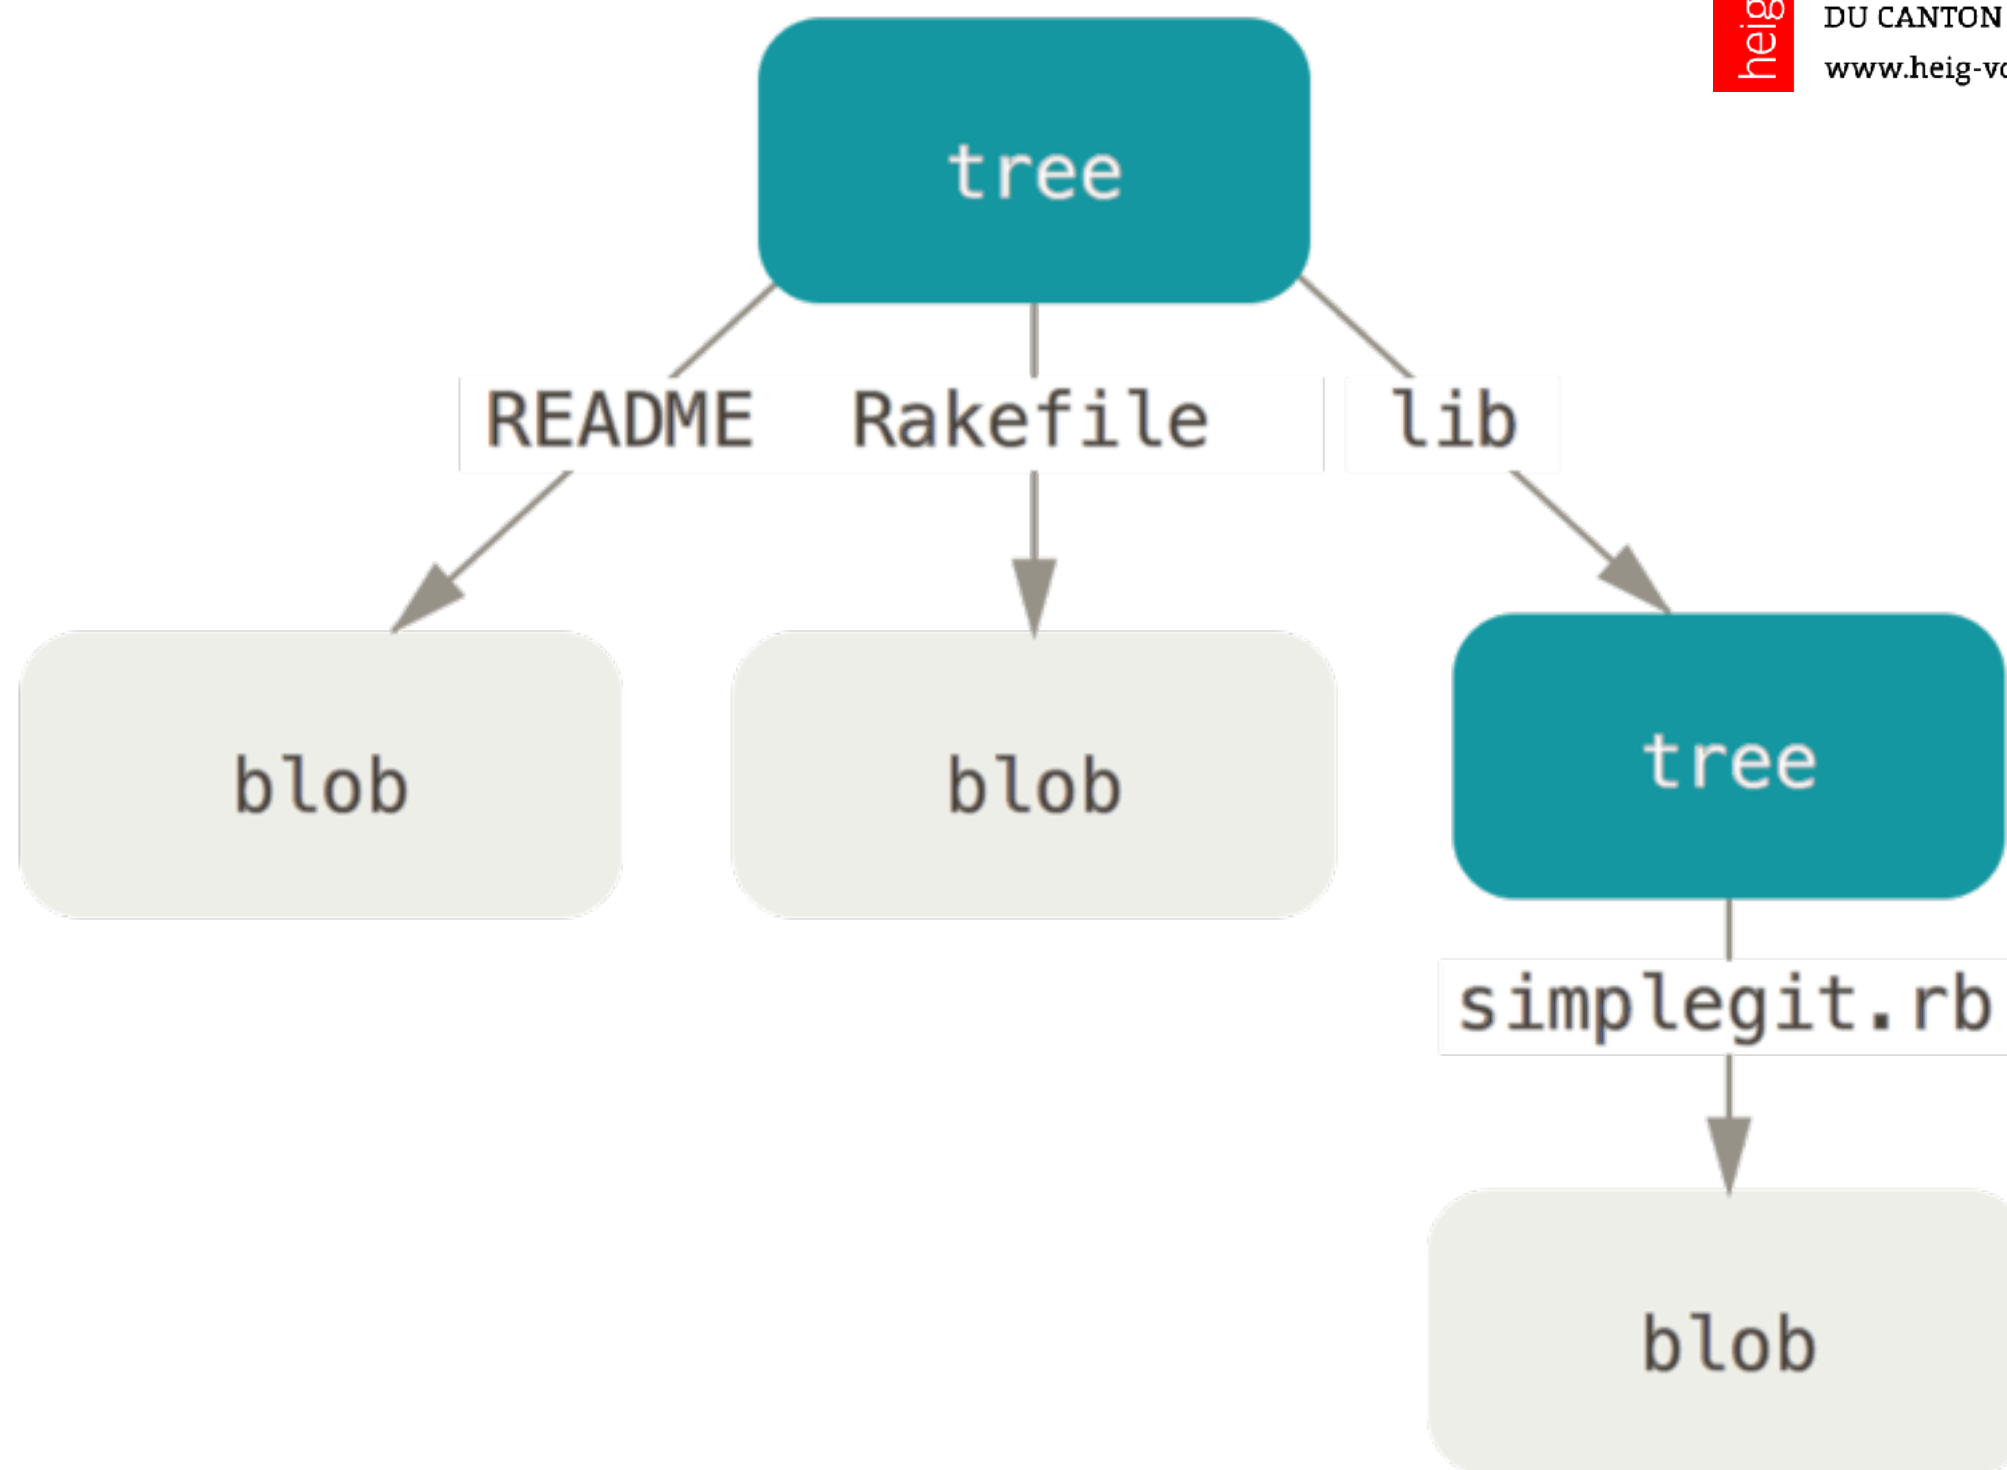 heig
DU CANTON
www.heig-v
tree
README Rakefile lib
blob blob tree
simplegit.rb
blob